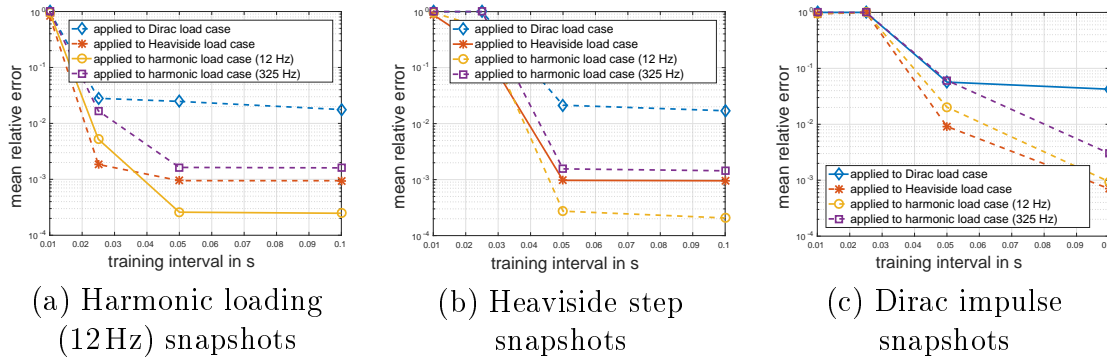 10⁰
10⁻¹
10⁻²
10⁻³
10⁻⁴
mean relative error
applied to Dirac load case
applied to Heaviside load case
applied to harmonic load case (12 Hz)
applied to harmonic load case (325 Hz)
0.01 0.02 0.03 0.04 0.05 0.06 0.07 0.08 0.09 0.1
training interval in s
(a) Harmonic loading
(12 Hz) snapshots
10⁰
10⁻¹
10⁻²
10⁻³
10⁻⁴
mean relative error
applied to Dirac load case
applied to Heaviside load case
applied to harmonic load case (12 Hz)
applied to harmonic load case (325 Hz)
0.01 0.02 0.03 0.04 0.05 0.06 0.07 0.08 0.09 0.1
training interval in s
(b) Heaviside step
snapshots
10⁰
10⁻¹
10⁻²
10⁻³
10⁻⁴
mean relative error
applied to Dirac load case
applied to Heaviside load case
applied to harmonic load case (12 Hz)
applied to harmonic load case (325 Hz)
0.01 0.02 0.03 0.04 0.05 0.06 0.07 0.08 0.09 0.1
training interval in s
(c) Dirac impulse
snapshots